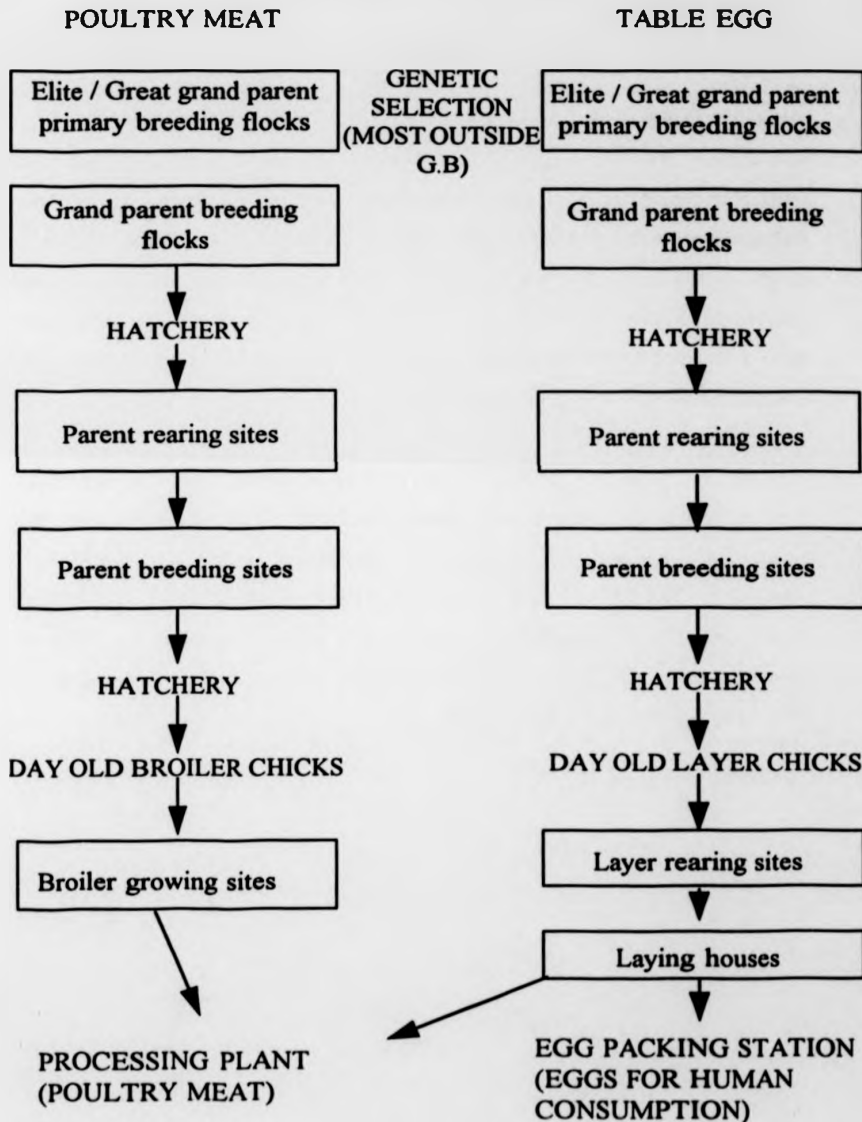 POULTRY MEAT
TABLE EGG
Elite / Great grand parent
primary breeding flocks
GENETIC
SELECTION
(MOST OUTSIDE
G.B)
Elite / Great grand parent
primary breeding flocks
Grand parent breeding
flocks
Grand parent breeding
flocks
HATCHERY
HATCHERY
Parent rearing sites
Parent rearing sites
Parent breeding sites
Parent breeding sites
HATCHERY
HATCHERY
DAY OLD BROILER CHICKS
DAY OLD LAYER CHICKS
Broiler growing sites
Layer rearing sites
Laying houses
PROCESSING PLANT
(POULTRY MEAT)
EGG PACKING STATION
(EGGS FOR HUMAN
CONSUMPTION)